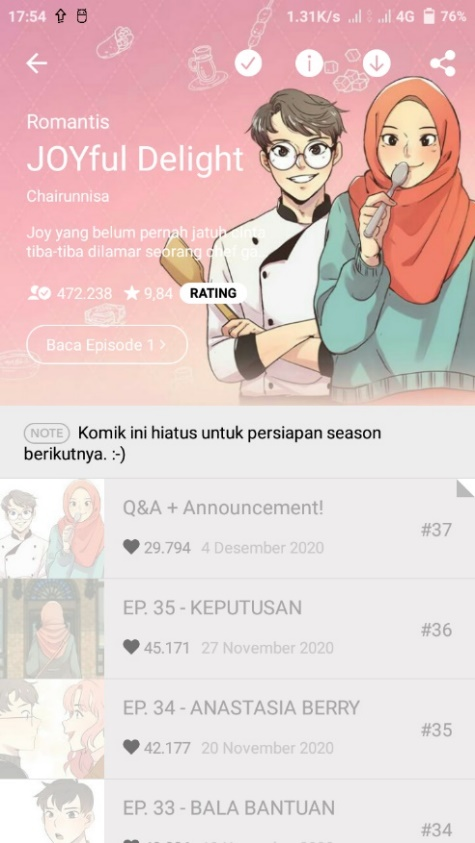 17:54 1.31K/s 4G 76%
Romantis
JOYful Delight
Chairunnisa
Joy yang belum pernah jatuh cinta
tiba-tiba dilamar seorang chef ga...
472.238 9,84 RATING
Baca Episode 1 >
NOTE Komik ini hiatus untuk persiapan season
berikutnya. :-)
Q&A + Announcement!
#37
29.794 4 Desember 2020
EP. 35 - KEPUTUSAN
#36
45.171 27 November 2020
EP. 34 - ANASTASIA BERRY
#35
42.177 20 November 2020
EP. 33 - BALA BANTUAN
#34